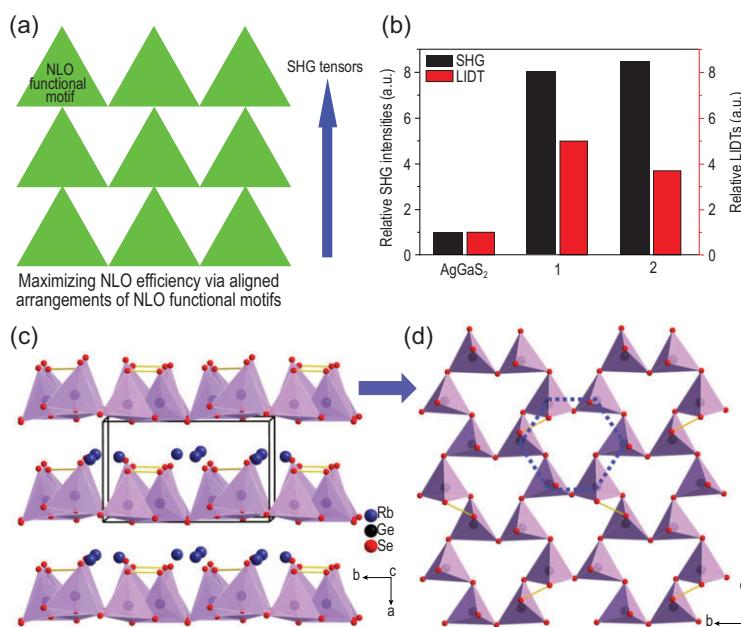 (a)
NLO
functional
motif
SHG tensors
Maximizing NLO efficiency via aligned
arrangements of NLO functional motifs
(b)
SHG
LIDT
Relative SHG intensities (a.u.)
8
6
4
2
0
Relative LIDTs (a.u.)
8
6
4
2
0
AgGaS₂ 1 2
(c)
Rb
Ge
Se
b c
a
(d)
b